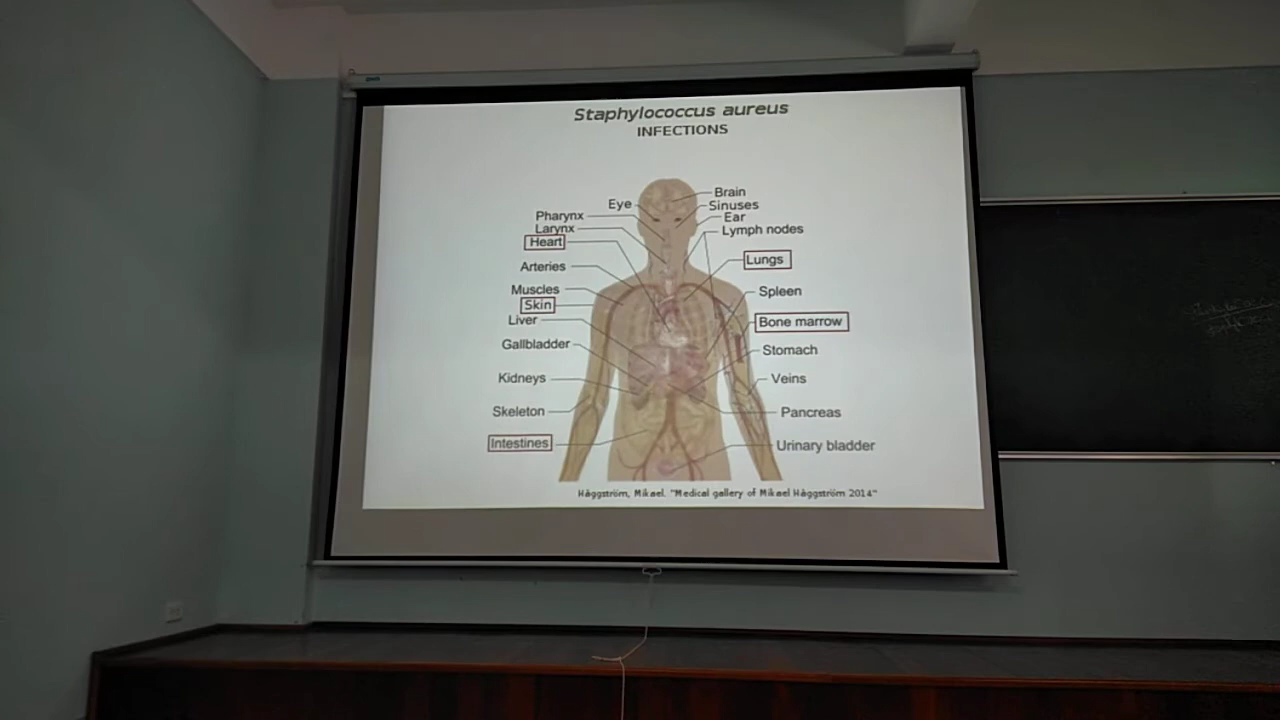 Staphylococcus aureus
INFECTIONS
Brain
Eye
Sinuses
Pharynx
Ear
Larynx
Lymph nodes
Heart
Lungs
Arteries
Muscles
Spleen
Skin
Liver
Bone marrow
Gallbladder
Stomach
Kidneys
Veins
Skeleton
Pancreas
Intestines
Urinary bladder
Häggström, Mikael. "Medical gallery of Mikael Häggström 2014"